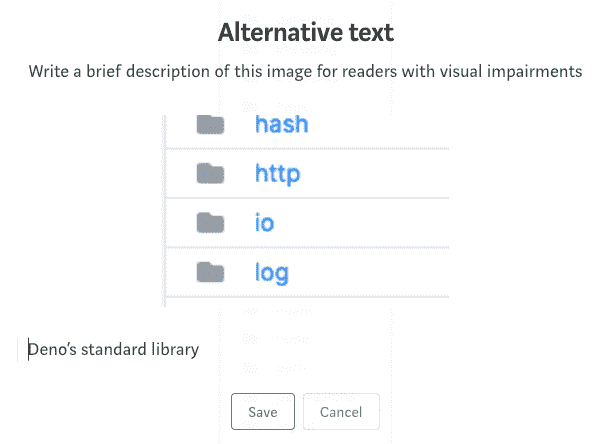 Alternative text
Write a brief description of this image for readers with visual impairments
hash
http
io
log
Deno’s standard library
Save
Cancel